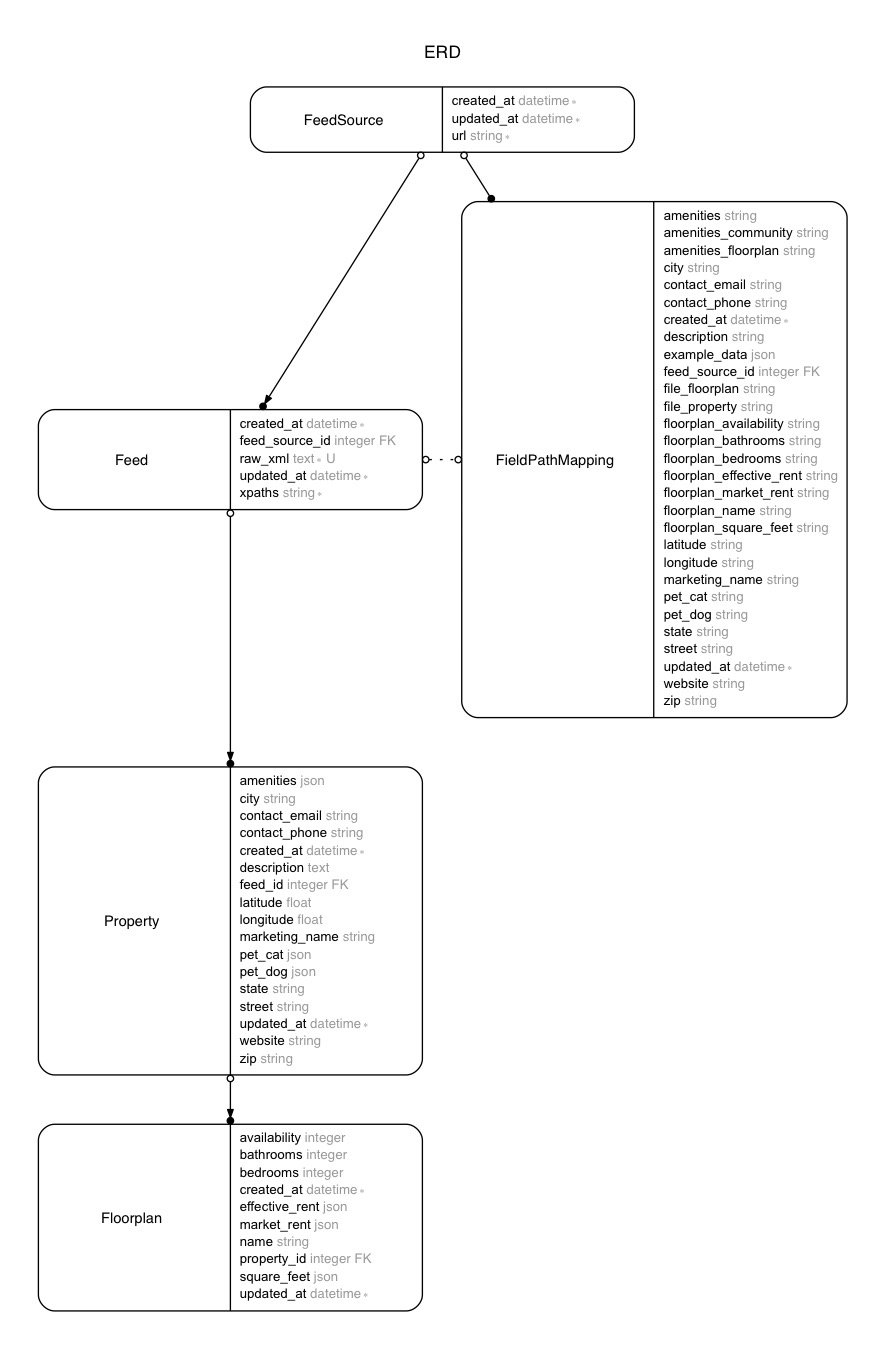 ERD
FeedSource
created_at datetime *
updated_at datetime *
url string *
FieldPathMapping
amenities string
amenities_community string
amenities_floorplan string
city string
contact_email string
contact_phone string
created_at datetime *
description string
example_data json
feed_source_id integer FK
file_floorplan string
file_property string
floorplan_availability string
floorplan_bathrooms string
floorplan_bedrooms string
floorplan_effective_rent string
floorplan_market_rent string
floorplan_name string
floorplan_square_feet string
latitude string
longitude string
marketing_name string
pet_cat string
pet_dog string
state string
street string
updated_at datetime *
website string
zip string
Feed
created_at datetime *
feed_source_id integer FK
raw_xml text * U
updated_at datetime *
xpaths string *
Property
amenities json
city string
contact_email string
contact_phone string
created_at datetime *
description text
feed_id integer FK
latitude float
longitude float
marketing_name string
pet_cat json
pet_dog json
state string
street string
updated_at datetime *
website string
zip string
Floorplan
availability integer
bathrooms integer
bedrooms integer
created_at datetime *
effective_rent json
market_rent json
name string
property_id integer FK
square_feet json
updated_at datetime *